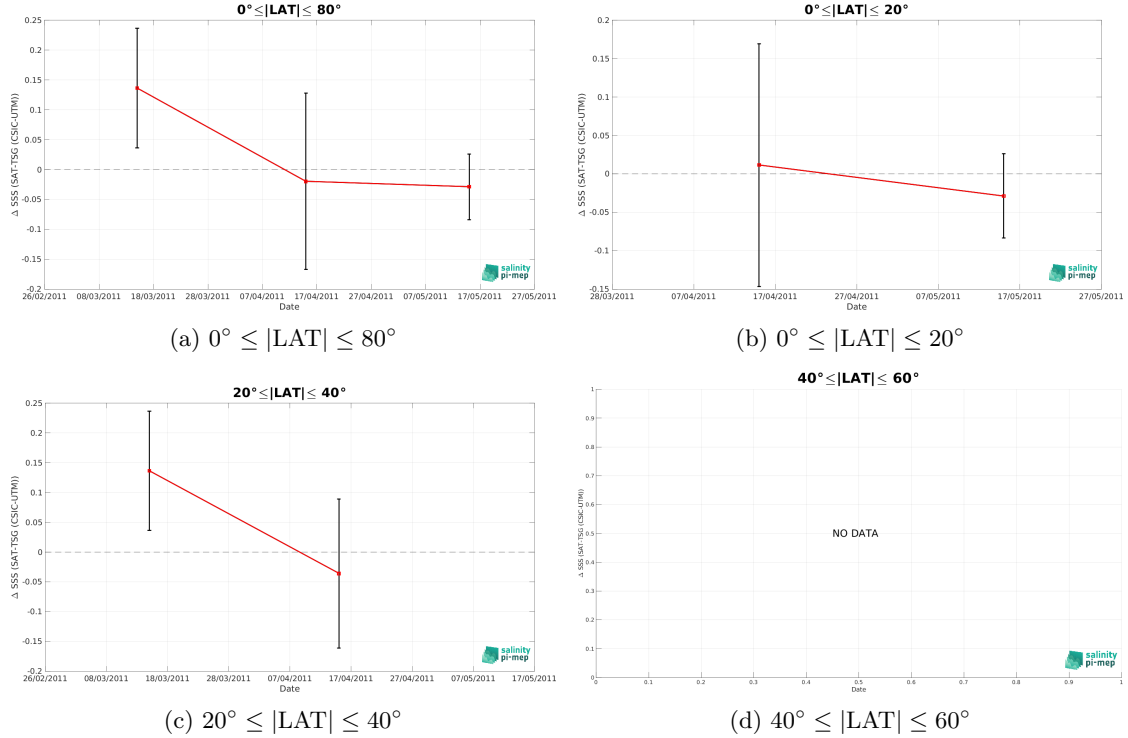 0°≤|LAT|≤ 80°
Δ SSS (SAT-TSG (CSIC-UTM))
0.25
0.2
0.15
0.1
0.05
0
-0.05
-0.1
-0.15
-0.2
26/02/2011 08/03/2011 18/03/2011 28/03/2011 07/04/2011 17/04/2011 27/04/2011 07/05/2011 17/05/2011 27/05/2011
Date
salinity
pi-mep
(a) 0° ≤ |LAT| ≤ 80°
0°≤|LAT|≤ 20°
Δ SSS (SAT-TSG (CSIC-UTM))
0.2
0.15
0.1
0.05
0
-0.05
-0.1
-0.15
28/03/2011 07/04/2011 17/04/2011 27/04/2011 07/05/2011 17/05/2011 27/05/2011
Date
salinity
pi-mep
(b) 0° ≤ |LAT| ≤ 20°
20°≤|LAT|≤ 40°
Δ SSS (SAT-TSG (CSIC-UTM))
0.25
0.2
0.15
0.1
0.05
0
-0.05
-0.1
-0.15
-0.2
26/02/2011 08/03/2011 18/03/2011 28/03/2011 07/04/2011 17/04/2011 27/04/2011 07/05/2011 17/05/2011
Date
salinity
pi-mep
(c) 20° ≤ |LAT| ≤ 40°
40°≤|LAT|≤ 60°
Δ SSS (SAT-TSG (CSIC-UTM))
1
0.9
0.8
0.7
0.6
0.5
0.4
0.3
0.2
0.1
0
NO DATA
0 0.1 0.2 0.3 0.4 0.5 0.6 0.7 0.8 0.9 1
Date
salinity
pi-mep
(d) 40° ≤ |LAT| ≤ 60°